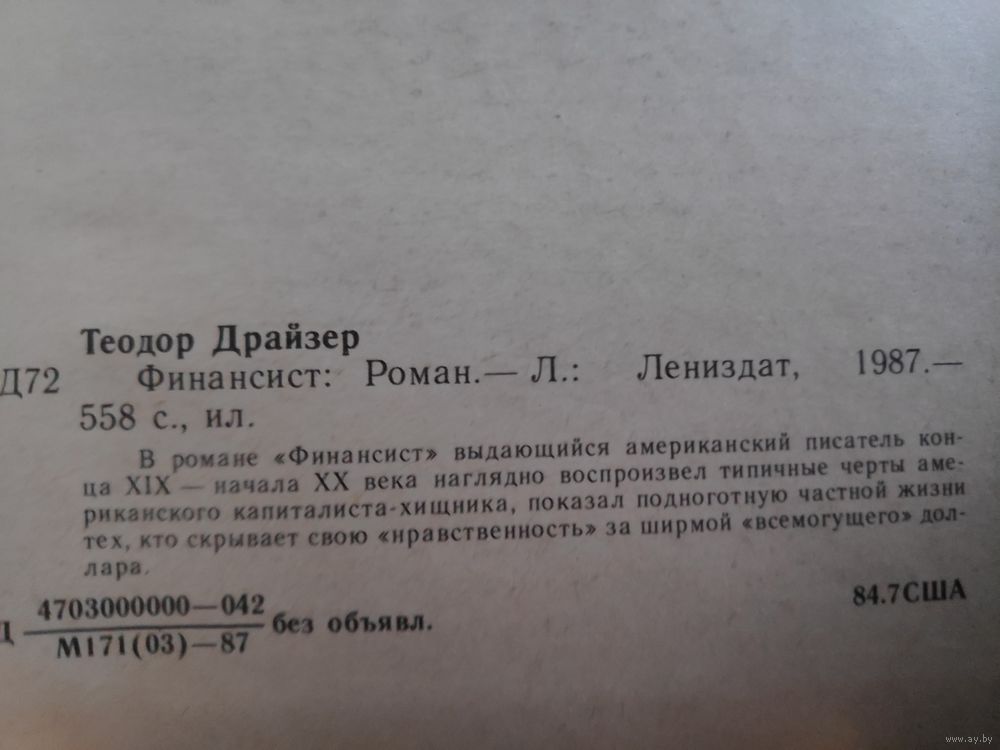 Теодор Драйзер
Д72 Финансист: Роман.— Л.: Лениздат, 1987.—
558 с., ил.
В романе «Финансист» выдающийся американский писатель кон-
ца XIX — начала XX века наглядно воспроизвел типичные черты аме-
риканского капиталиста-хищника, показал подноготную частной жизни
тех, кто скрывает свою «нравственность» за ширмой «всемогущего» дол-
лара.
84.7США
Д 4703000000—042
М171(03)—87 без объявл.
www.ay.by